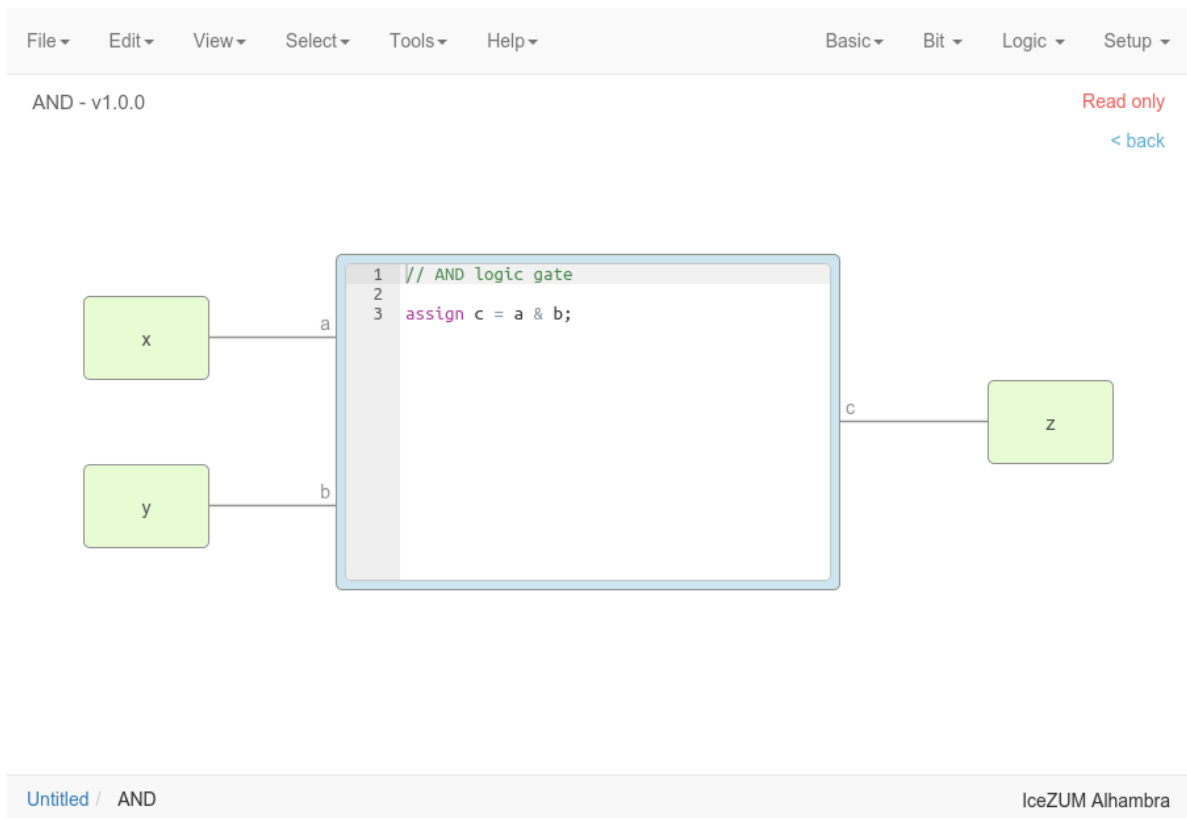 File Edit View Select Tools Help Basic Bit Logic Setup
AND - v1.0.0 Read only
< back
1 // AND logic gate
2
3 assign c = a & b;
x a
y b
c z
Untitled / AND IceZUM Alhambra